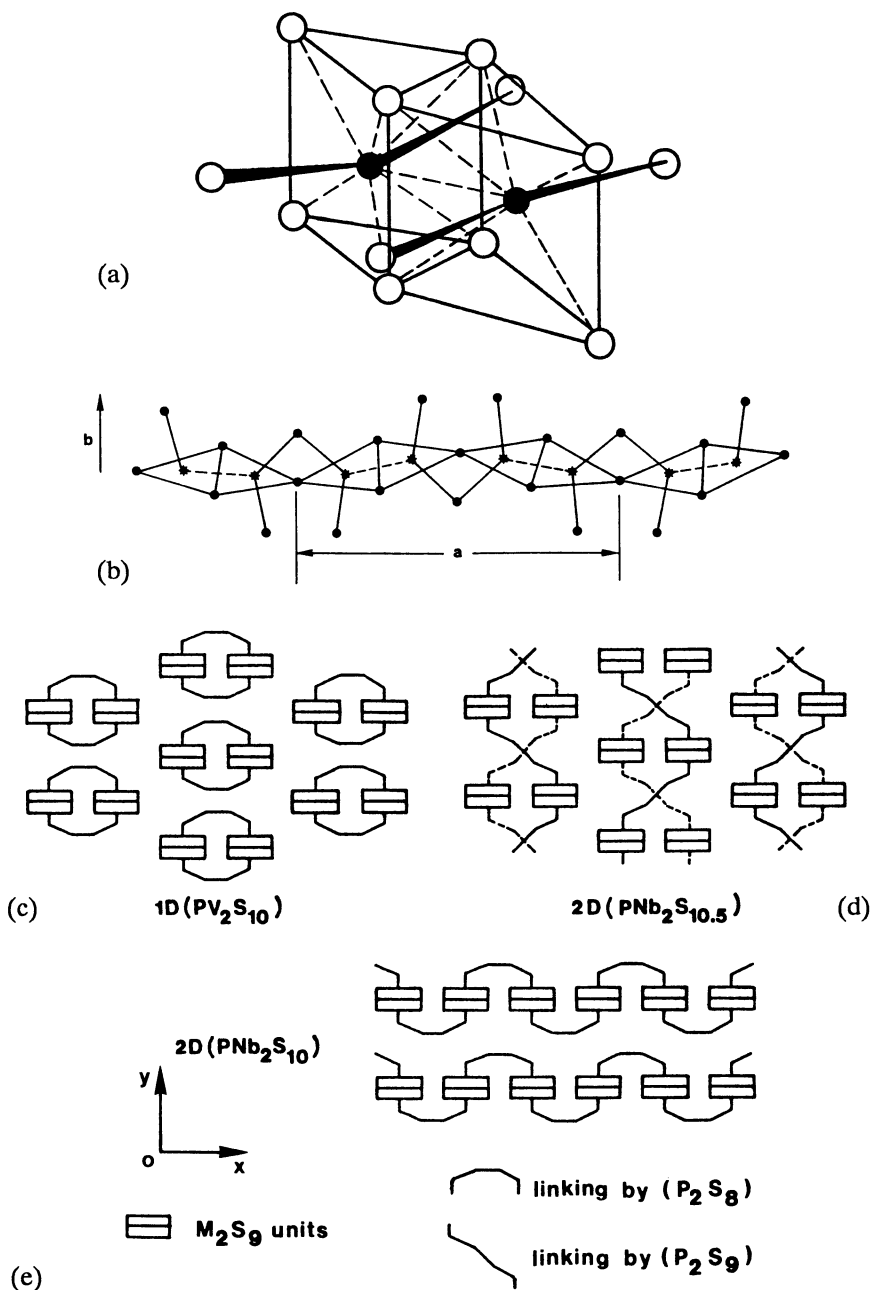 (a)
b
a
(b)
(c)
1D(PV₂S₁₀)
2D(PNb₂S₁₀.₅)
(d)
2D(PNb₂S₁₀)
y
o
x
linking by (P₂S₈)
M₂S₉ units
linking by (P₂S₉)
(e)